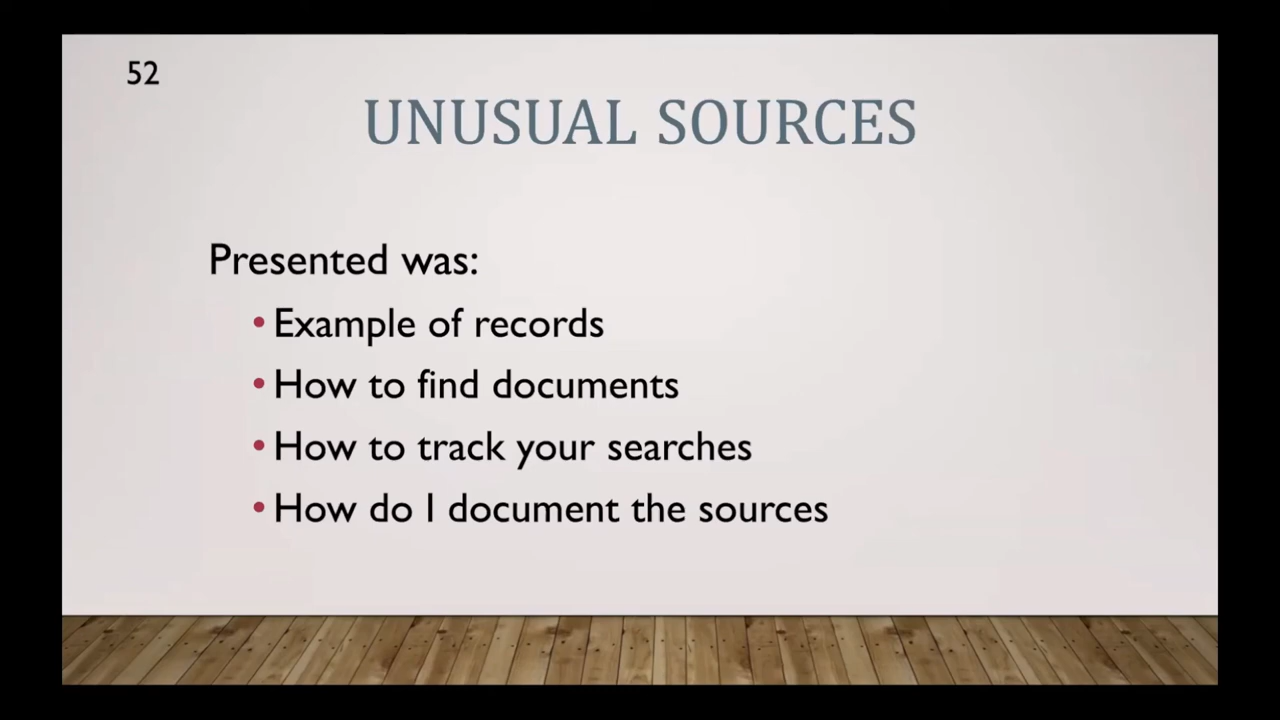 52
UNUSUAL SOURCES
Presented was:
• Example of records
• How to find documents
• How to track your searches
• How do I document the sources